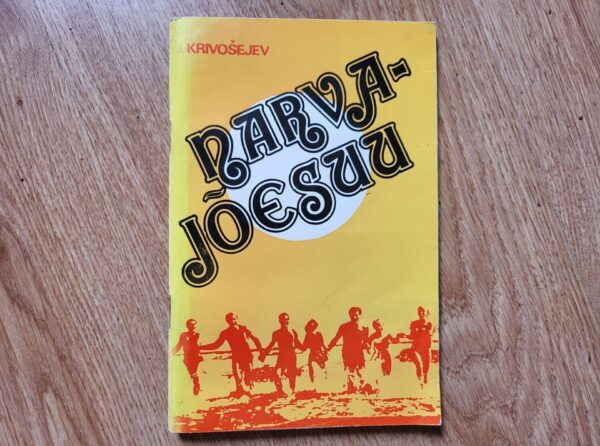 J. KRIVOŠEJEV
NARVA-
JÕESUU